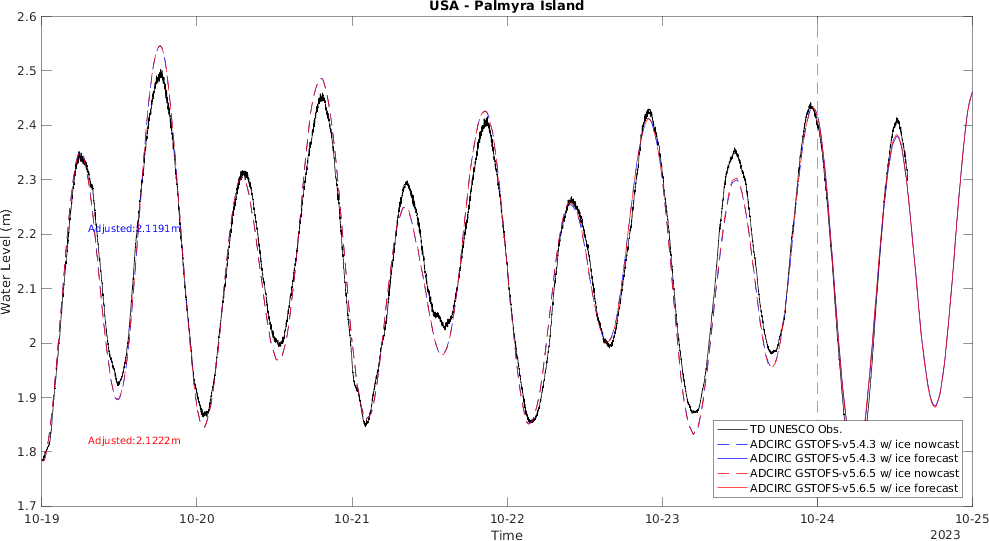 USA - Palmyra Island
2.6
2.5
2.4
2.3
2.2
2.1
2
1.9
1.8
1.7
Water Level (m)
Adjusted:2.1191m
Adjusted:2.1222m
TD UNESCO Obs.
ADCIRC GSTOFS-v5.4.3 w/ ice nowcast
ADCIRC GSTOFS-v5.4.3 w/ ice forecast
ADCIRC GSTOFS-v5.6.5 w/ ice nowcast
ADCIRC GSTOFS-v5.6.5 w/ ice forecast
10-19 10-20 10-21 10-22 10-23 10-24 10-25
Time
2023